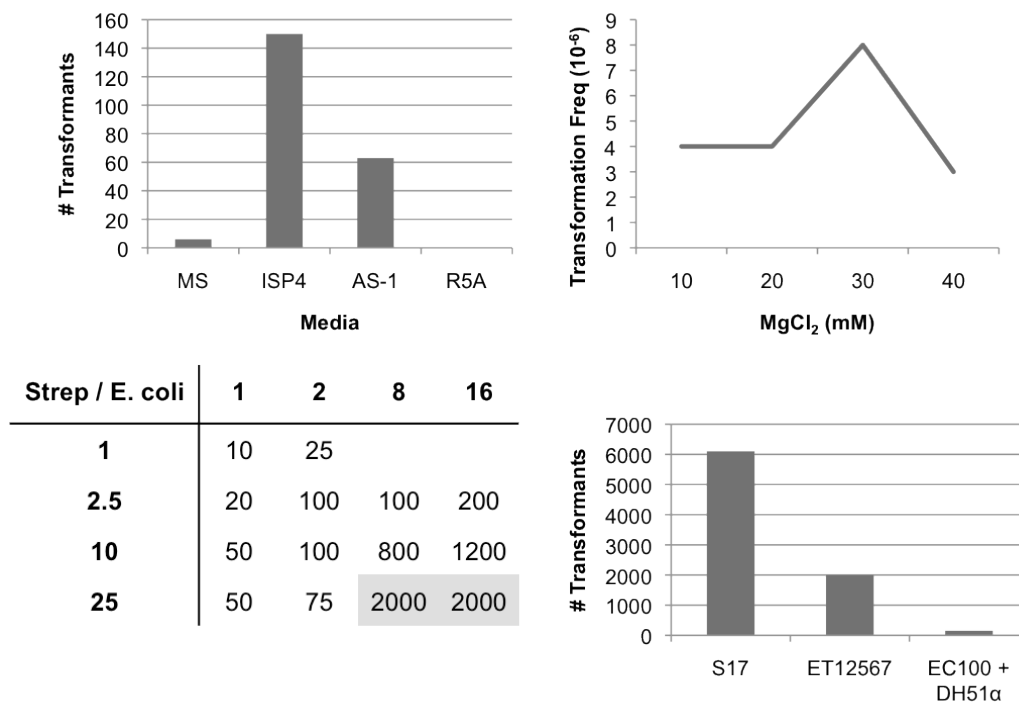 160
140
120
100
80
60
40
20
0
# Transformants
MS ISP4 AS-1 R5A
Media
9
8
7
6
5
4
3
2
1
0
Transformation Freq (10⁻⁶)
10 20 30 40
MgCl₂ (mM)
Strep / E. coli 1 2 8 16
1 10 25
2.5 20 100 100 200
10 50 100 800 1200
25 50 75 2000 2000
7000
6000
5000
4000
3000
2000
1000
0
# Transformants
S17 ET12567 EC100 +
DH51α